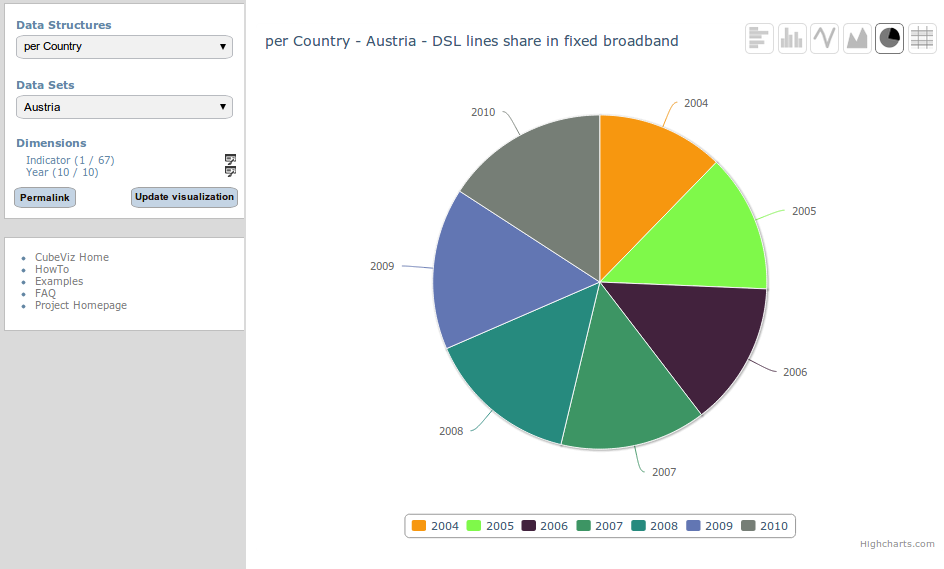 Data Structures
per Country
Data Sets
Austria
Dimensions
Indicator (1 / 67)
Year (10 / 10)
Permalink
Update visualization
CubeViz Home
HowTo
Examples
FAQ
Project Homepage
per Country - Austria - DSL lines share in fixed broadband
2004
2005
2006
2007
2008
2009
2010
2004 2005 2006 2007 2008 2009 2010
Highcharts.com